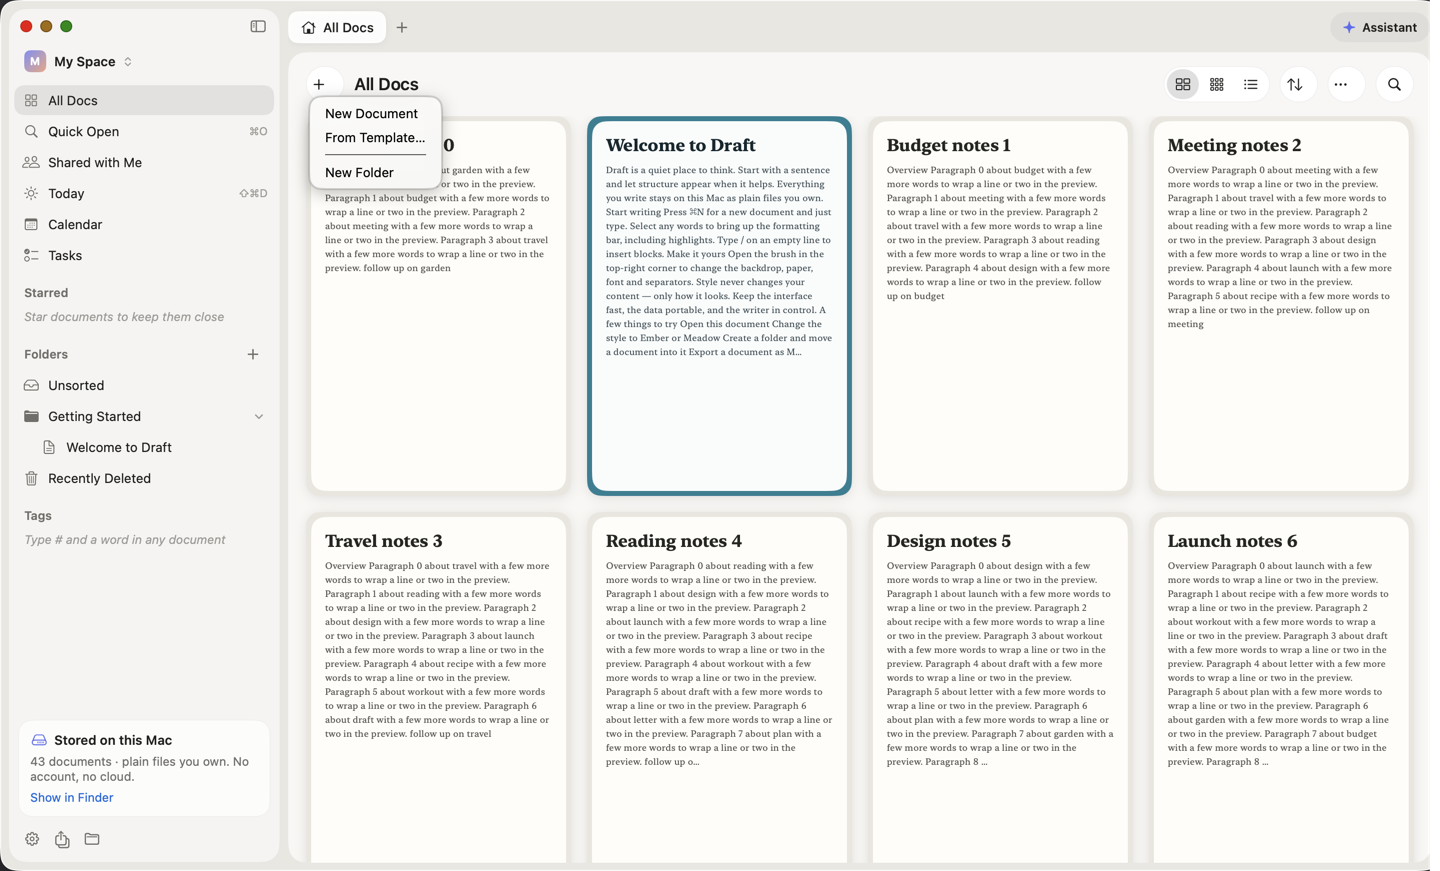 All Docs
Assistant
M
My Space
All Docs
Quick Open
⌘O
Shared with Me
Today
⇧⌘D
Calendar
Tasks
Starred
Star documents to keep them close
Folders
Unsorted
Getting Started
Welcome to Draft
Recently Deleted
Tags
Type # and a word in any document
Stored on this Mac
43 documents · plain files you own. No
account, no cloud.
Show in Finder
All Docs
New Document
From Template...
New Folder
0
ut garden with a few
or two in the preview.
Paragraph 1 about budget with a few more words to
wrap a line or two in the preview. Paragraph 2
about meeting with a few more words to wrap a
line or two in the preview. Paragraph 3 about travel
with a few more words to wrap a line or two in the
preview. follow up on garden
Welcome to Draft
Draft is a quiet place to think. Start with a sentence
and let structure appear when it helps. Everything
you write stays on this Mac as plain files you own.
Start writing Press ⌘N for a new document and just
type. Select any words to bring up the formatting
bar, including highlights. Type / on an empty line to
insert blocks. Make it yours Open the brush in the
top-right corner to change the backdrop, paper,
font and separators. Style never changes your
content — only how it looks. Keep the interface
fast, the data portable, and the writer in control. A
few things to try Open this document Change the
style to Ember or Meadow Create a folder and move
a document into it Export a document as M...
Budget notes 1
Overview Paragraph 0 about budget with a few
more words to wrap a line or two in the preview.
Paragraph 1 about meeting with a few more words
to wrap a line or two in the preview. Paragraph 2
about travel with a few more words to wrap a line
or two in the preview. Paragraph 3 about reading
with a few more words to wrap a line or two in the
preview. Paragraph 4 about design with a few more
words to wrap a line or two in the preview. follow
up on budget
Meeting notes 2
Overview Paragraph 0 about meeting with a few
more words to wrap a line or two in the preview.
Paragraph 1 about travel with a few more words to
wrap a line or two in the preview. Paragraph 2
about reading with a few more words to wrap a
line or two in the preview. Paragraph 3 about design
with a few more words to wrap a line or two in the
preview. Paragraph 4 about launch with a few more
words to wrap a line or two in the preview.
Paragraph 5 about recipe with a few more words to
wrap a line or two in the preview. follow up on
meeting
Travel notes 3
Overview Paragraph 0 about travel with a few more
words to wrap a line or two in the preview.
Paragraph 1 about reading with a few more words
to wrap a line or two in the preview. Paragraph 2
about design with a few more words to wrap a line
or two in the preview. Paragraph 3 about launch
with a few more words to wrap a line or two in the
preview. Paragraph 4 about recipe with a few more
words to wrap a line or two in the preview.
Paragraph 5 about workout with a few more words
to wrap a line or two in the preview. Paragraph 6
about draft with a few more words to wrap a line or
two in the preview. follow up on travel
Reading notes 4
Overview Paragraph 0 about reading with a few
more words to wrap a line or two in the preview.
Paragraph 1 about design with a few more words to
wrap a line or two in the preview. Paragraph 2
about launch with a few more words to wrap a line
or two in the preview. Paragraph 3 about recipe
with a few more words to wrap a line or two in the
preview. Paragraph 4 about workout with a few
more words to wrap a line or two in the preview.
Paragraph 5 about draft with a few more words to
wrap a line or two in the preview. Paragraph 6
about letter with a few more words to wrap a line or
two in the preview. Paragraph 7 about plan with a
few more words to wrap a line or two in the
preview. follow up o...
Design notes 5
Overview Paragraph 0 about design with a few
more words to wrap a line or two in the preview.
Paragraph 1 about launch with a few more words to
wrap a line or two in the preview. Paragraph 2
about recipe with a few more words to wrap a line
or two in the preview. Paragraph 3 about workout
with a few more words to wrap a line or two in the
preview. Paragraph 4 about draft with a few more
words to wrap a line or two in the preview.
Paragraph 5 about letter with a few more words to
wrap a line or two in the preview. Paragraph 6
about plan with a few more words to wrap a line or
two in the preview. Paragraph 7 about garden with a
few more words to wrap a line or two in the
preview. Paragraph 8 ...
Launch notes 6
Overview Paragraph 0 about launch with a few
more words to wrap a line or two in the preview.
Paragraph 1 about recipe with a few more words to
wrap a line or two in the preview. Paragraph 2
about workout with a few more words to wrap a
line or two in the preview. Paragraph 3 about draft
with a few more words to wrap a line or two in the
preview. Paragraph 4 about letter with a few more
words to wrap a line or two in the preview.
Paragraph 5 about plan with a few more words to
wrap a line or two in the preview. Paragraph 6
about garden with a few more words to wrap a line
or two in the preview. Paragraph 7 about budget
with a few more words to wrap a line or two in the
preview. Paragraph 8 ...